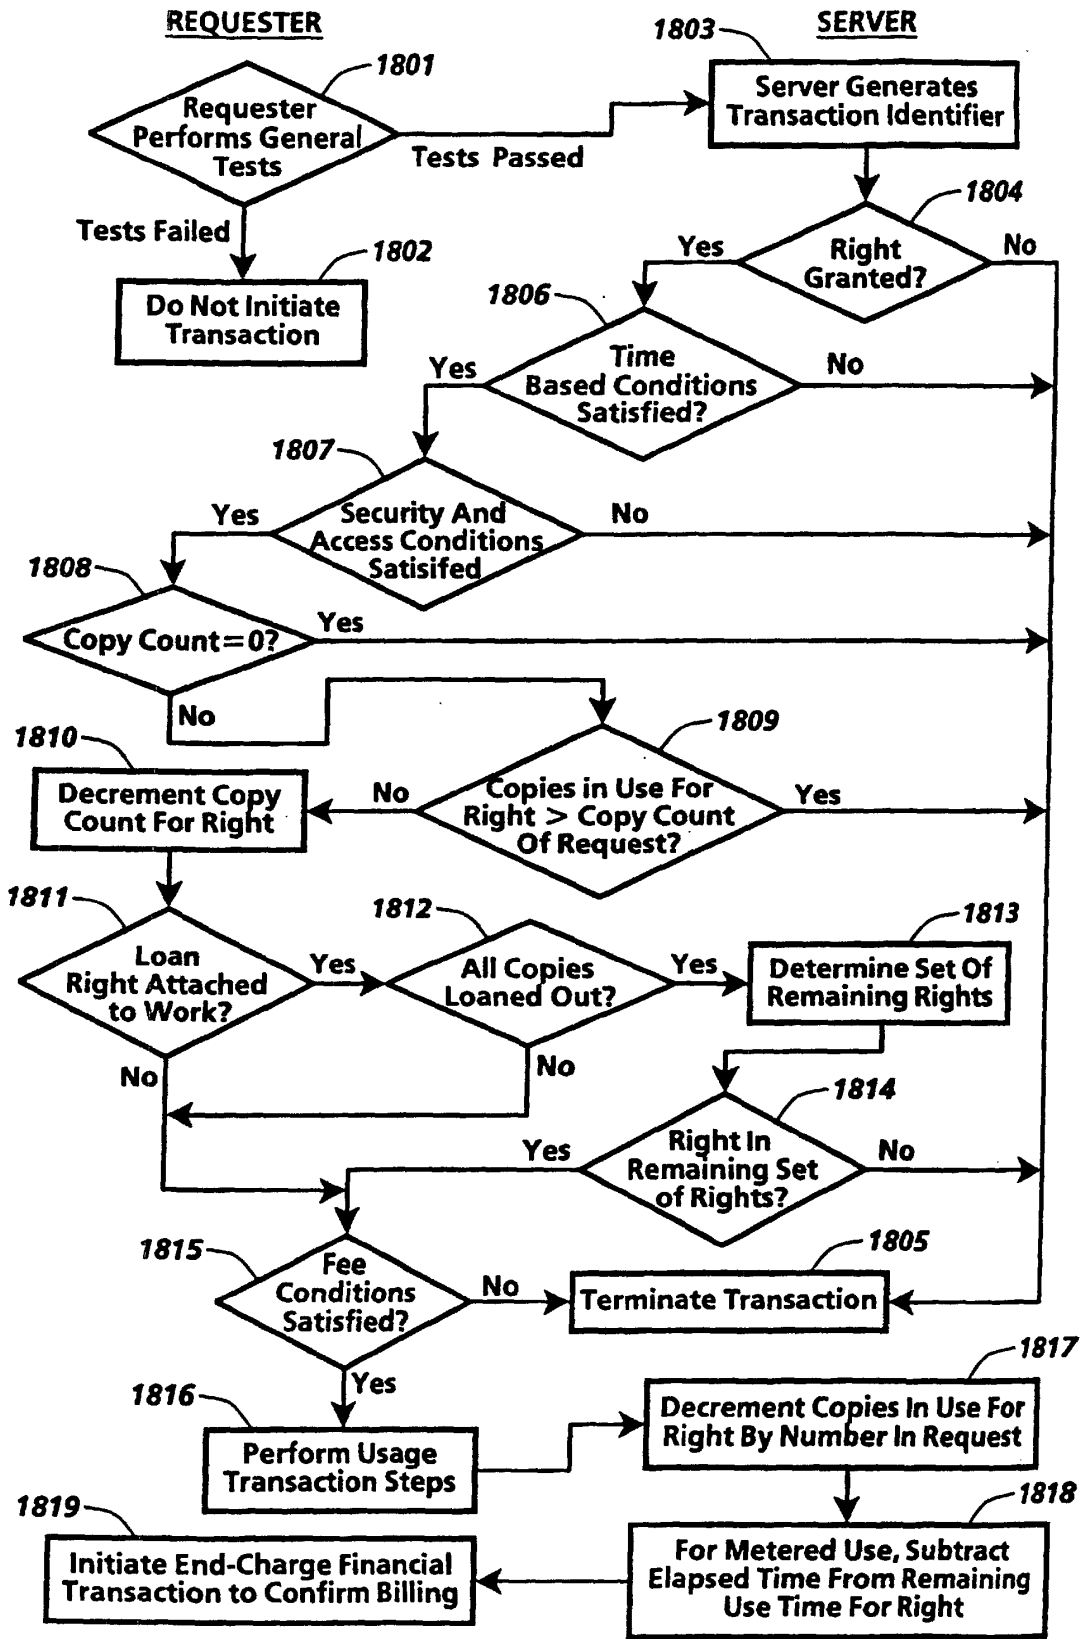 REQUESTER
SERVER
1801
1803
Requester
Performs General
Tests
Tests Passed
Server Generates
Transaction Identifier
Tests Failed
1802
Do Not Initiate
Transaction
1804
Right
Granted?
Yes
No
1806
Time
Based Conditions
Satisfied?
Yes
No
1807
Security And
Access Conditions
Satisifed
Yes
No
1808
Copy Count=0?
Yes
No
1809
Copies in Use For
Right > Copy Count
Of Request?
No
Yes
1810
Decrement Copy
Count For Right
1811
Loan
Right Attached
to Work?
Yes
No
1812
All Copies
Loaned Out?
Yes
No
1813
Determine Set Of
Remaining Rights
1814
Right In
Remaining Set
of Rights?
Yes
No
1815
Fee
Conditions
Satisfied?
No
Yes
1805
Terminate Transaction
1816
Perform Usage
Transaction Steps
1817
Decrement Copies In Use For
Right By Number In Request
1818
For Metered Use, Subtract
Elapsed Time From Remaining
Use Time For Right
1819
Initiate End-Charge Financial
Transaction to Confirm Billing